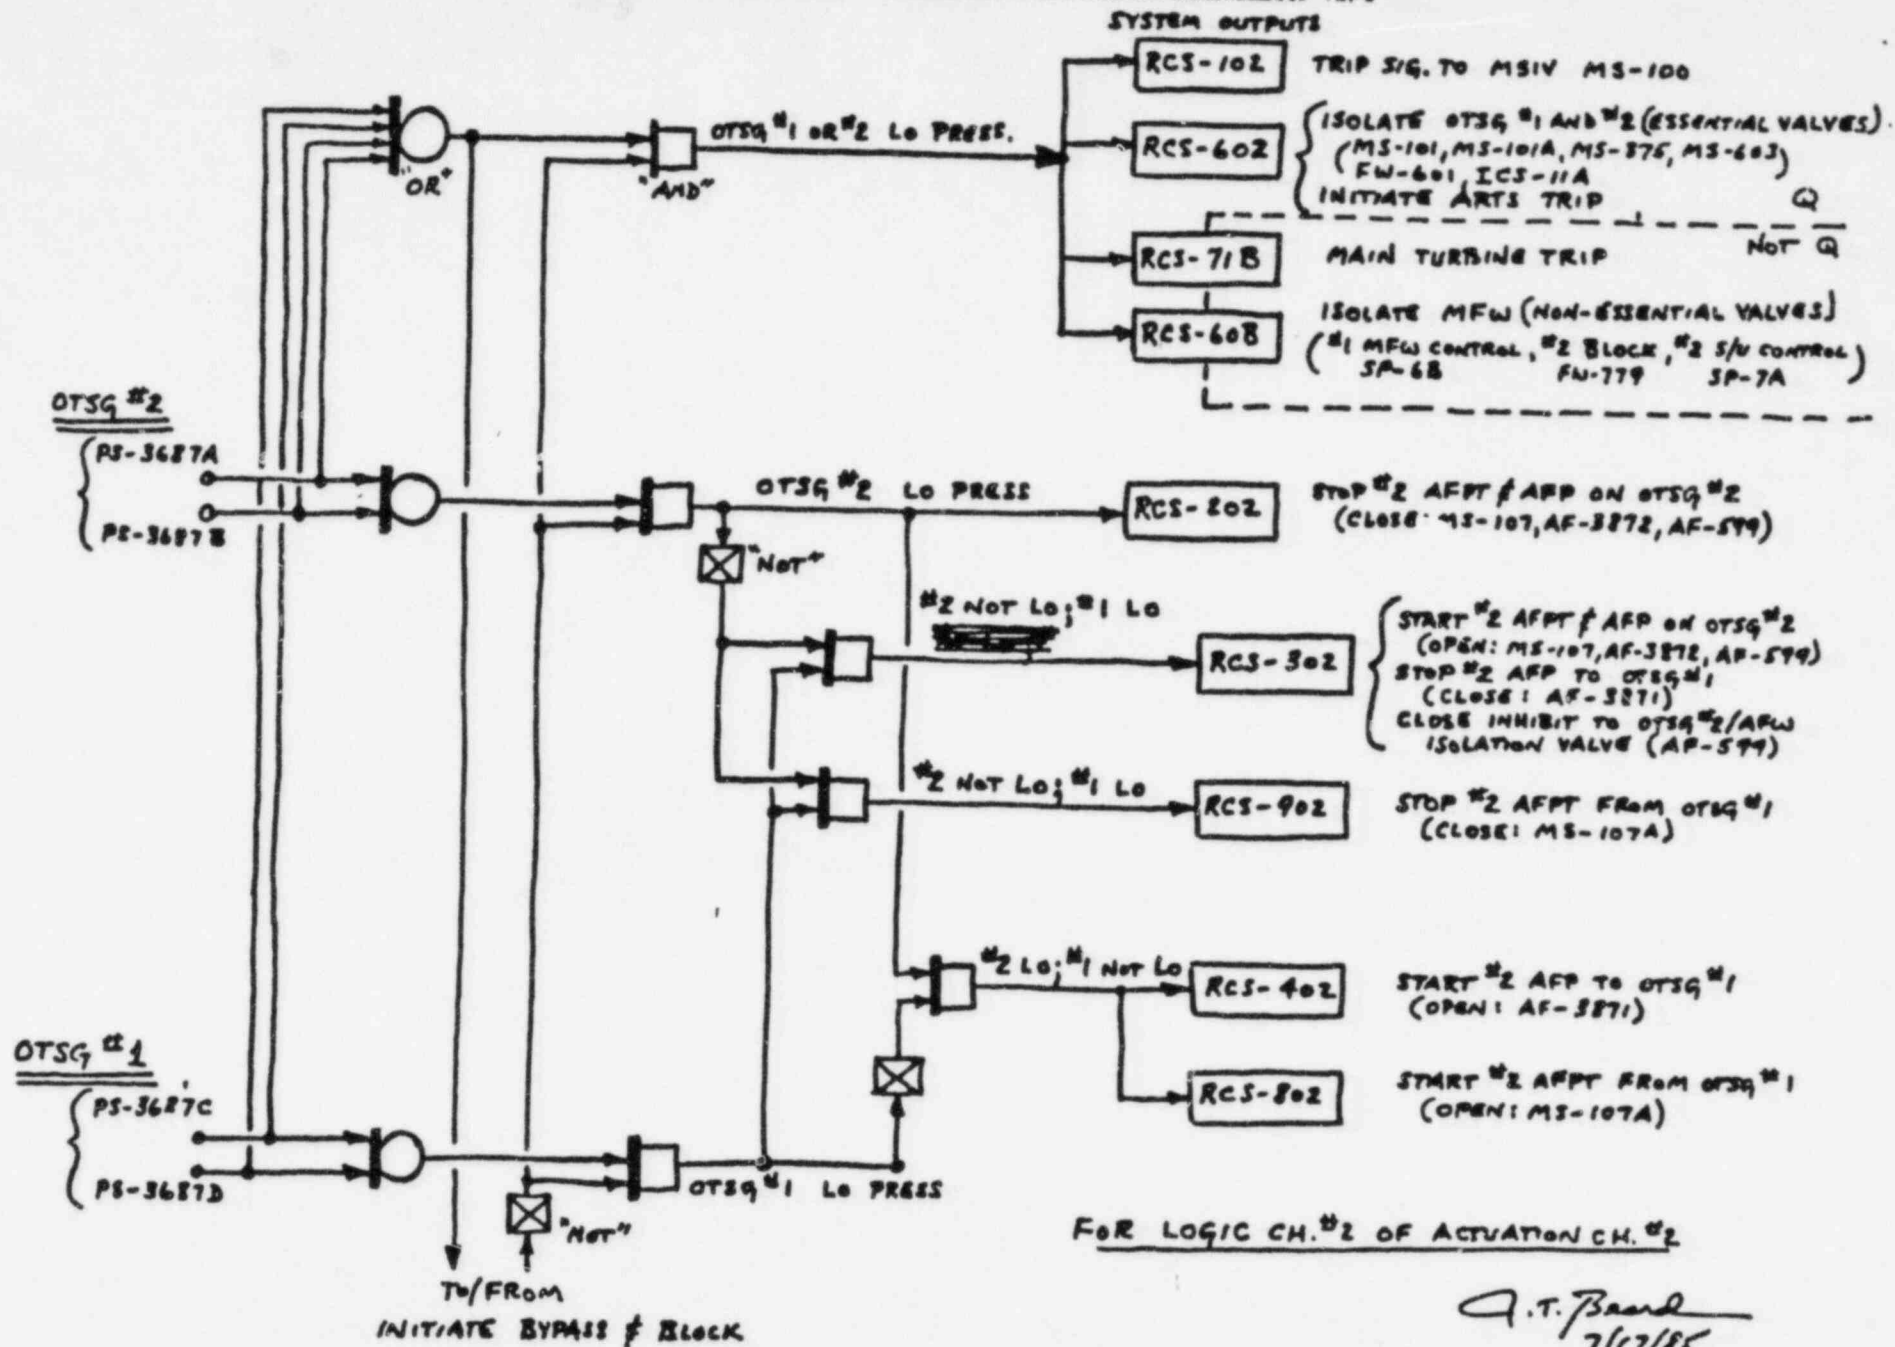 SYSTEM OUTPUTS
RCS-102 TRIP SIG. TO MSIV MS-100
RCS-602 ISOLATE OTSG #1 AND #2 (ESSENTIAL VALVES)
(MS-101, MS-101A, MS-375, MS-603)
FW-601, ICS-11A
INITIATE ARTS TRIP
Q
NOT Q
RCS-71B MAIN TURBINE TRIP
RCS-60B ISOLATE MFW (NON-ESSENTIAL VALVES)
(#1 MFW CONTROL, #2 BLOCK, #2 S/U CONTROL)
SP-6B FW-779 SP-7A
"OR"
"AND"
OTSG #1 OR #2 LO PRESS.
OTSG #2
PS-3687A
PS-3687B
OTSG #2 LO PRESS
RCS-202 STOP #2 AFPT & AFP ON OTSG #2
(CLOSE: MS-107, AF-3872, AF-599)
"NOT"
#2 NOT LO; #1 LO
RCS-302 START #2 AFPT & AFP ON OTSG #2
(OPEN: MS-107, AF-3872, AF-599)
STOP #2 AFP TO OTSG #1
(CLOSE: AF-3871)
CLOSE INHIBIT TO OTSG #2/AFW
ISOLATION VALVE (AF-599)
#2 NOT LO; #1 LO
RCS-902 STOP #2 AFPT FROM OTSG #1
(CLOSE: MS-107A)
#2 LO; #1 NOT LO
RCS-402 START #2 AFP TO OTSG #1
(OPEN: AF-3871)
RCS-802 START #2 AFPT FROM OTSG #1
(OPEN: MS-107A)
OTSG #1
PS-3687C
PS-3687D
OTSG #1 LO PRESS
"NOT"
TO/FROM
INITIATE BYPASS & BLOCK
FOR LOGIC CH. #2 OF ACTUATION CH. #2
J.T. Beard
7/17/85